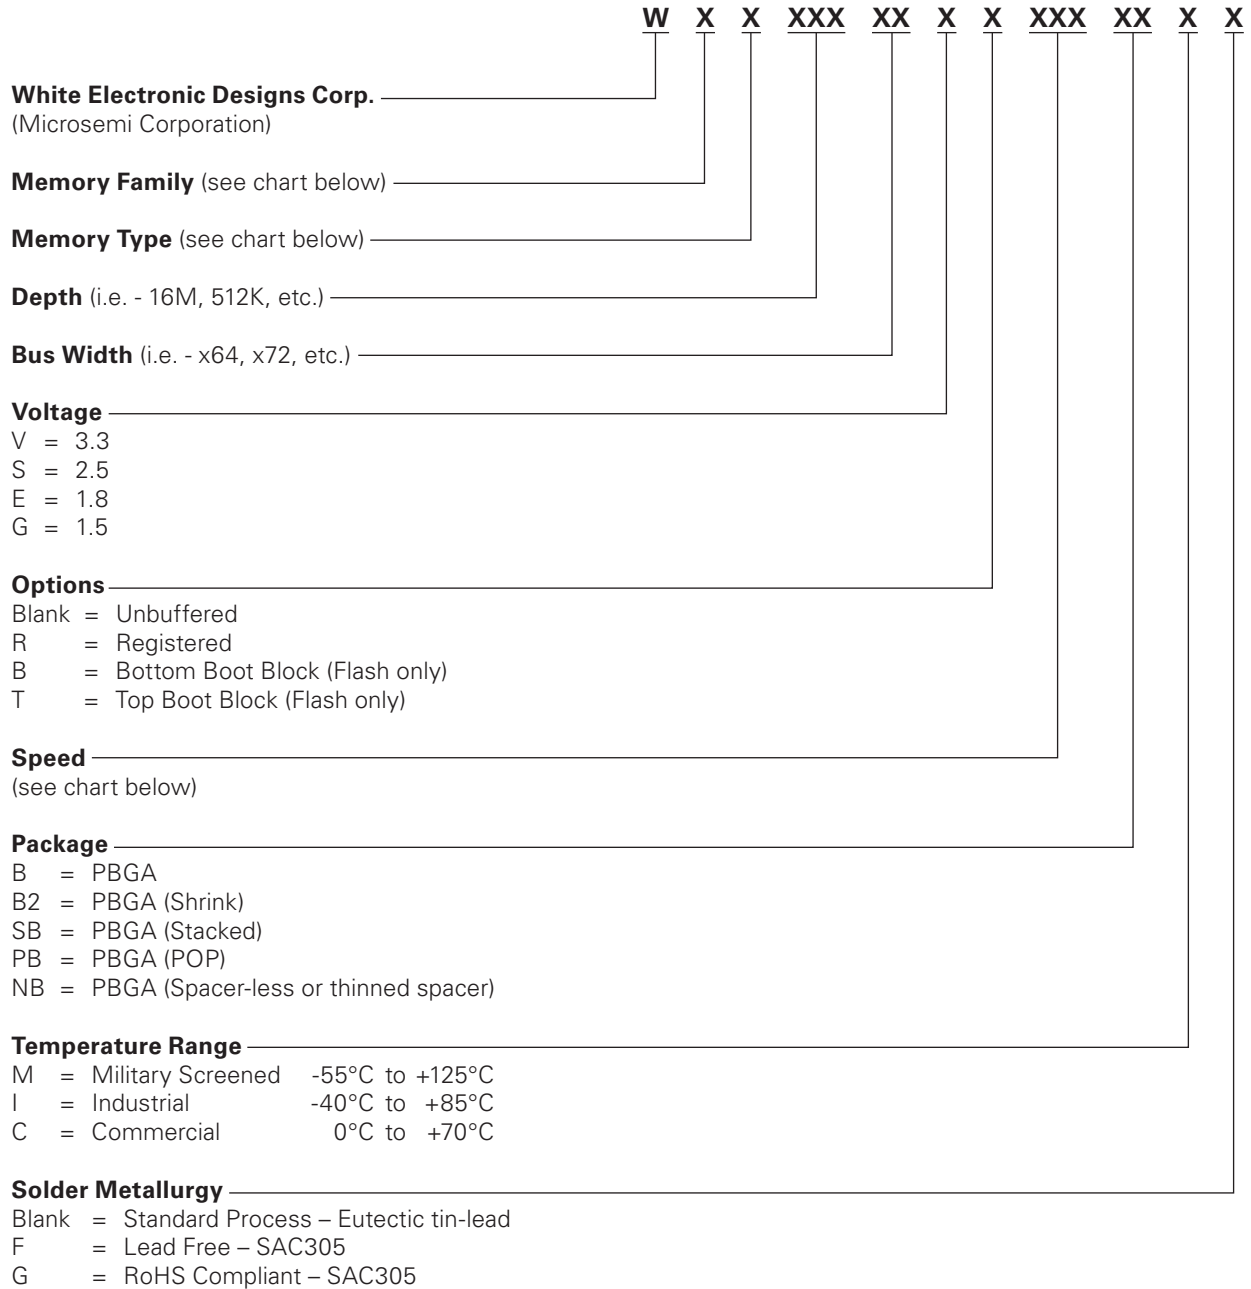 W X X XXX XX X X XXX XX X X
White Electronic Designs Corp.
(Microsemi Corporation)
Memory Family (see chart below)
Memory Type (see chart below)
Depth (i.e. - 16M, 512K, etc.)
Bus Width (i.e. - x64, x72, etc.)
Voltage
V = 3.3
S = 2.5
E = 1.8
G = 1.5
Options
Blank = Unbuffered
R = Registered
B = Bottom Boot Block (Flash only)
T = Top Boot Block (Flash only)
Speed
(see chart below)
Package
B = PBGA
B2 = PBGA (Shrink)
SB = PBGA (Stacked)
PB = PBGA (POP)
NB = PBGA (Spacer-less or thinned spacer)
Temperature Range
M = Military Screened -55°C to +125°C
I = Industrial -40°C to +85°C
C = Commercial 0°C to +70°C
Solder Metallurgy
Blank = Standard Process – Eutectic tin-lead
F = Lead Free – SAC305
G = RoHS Compliant – SAC305